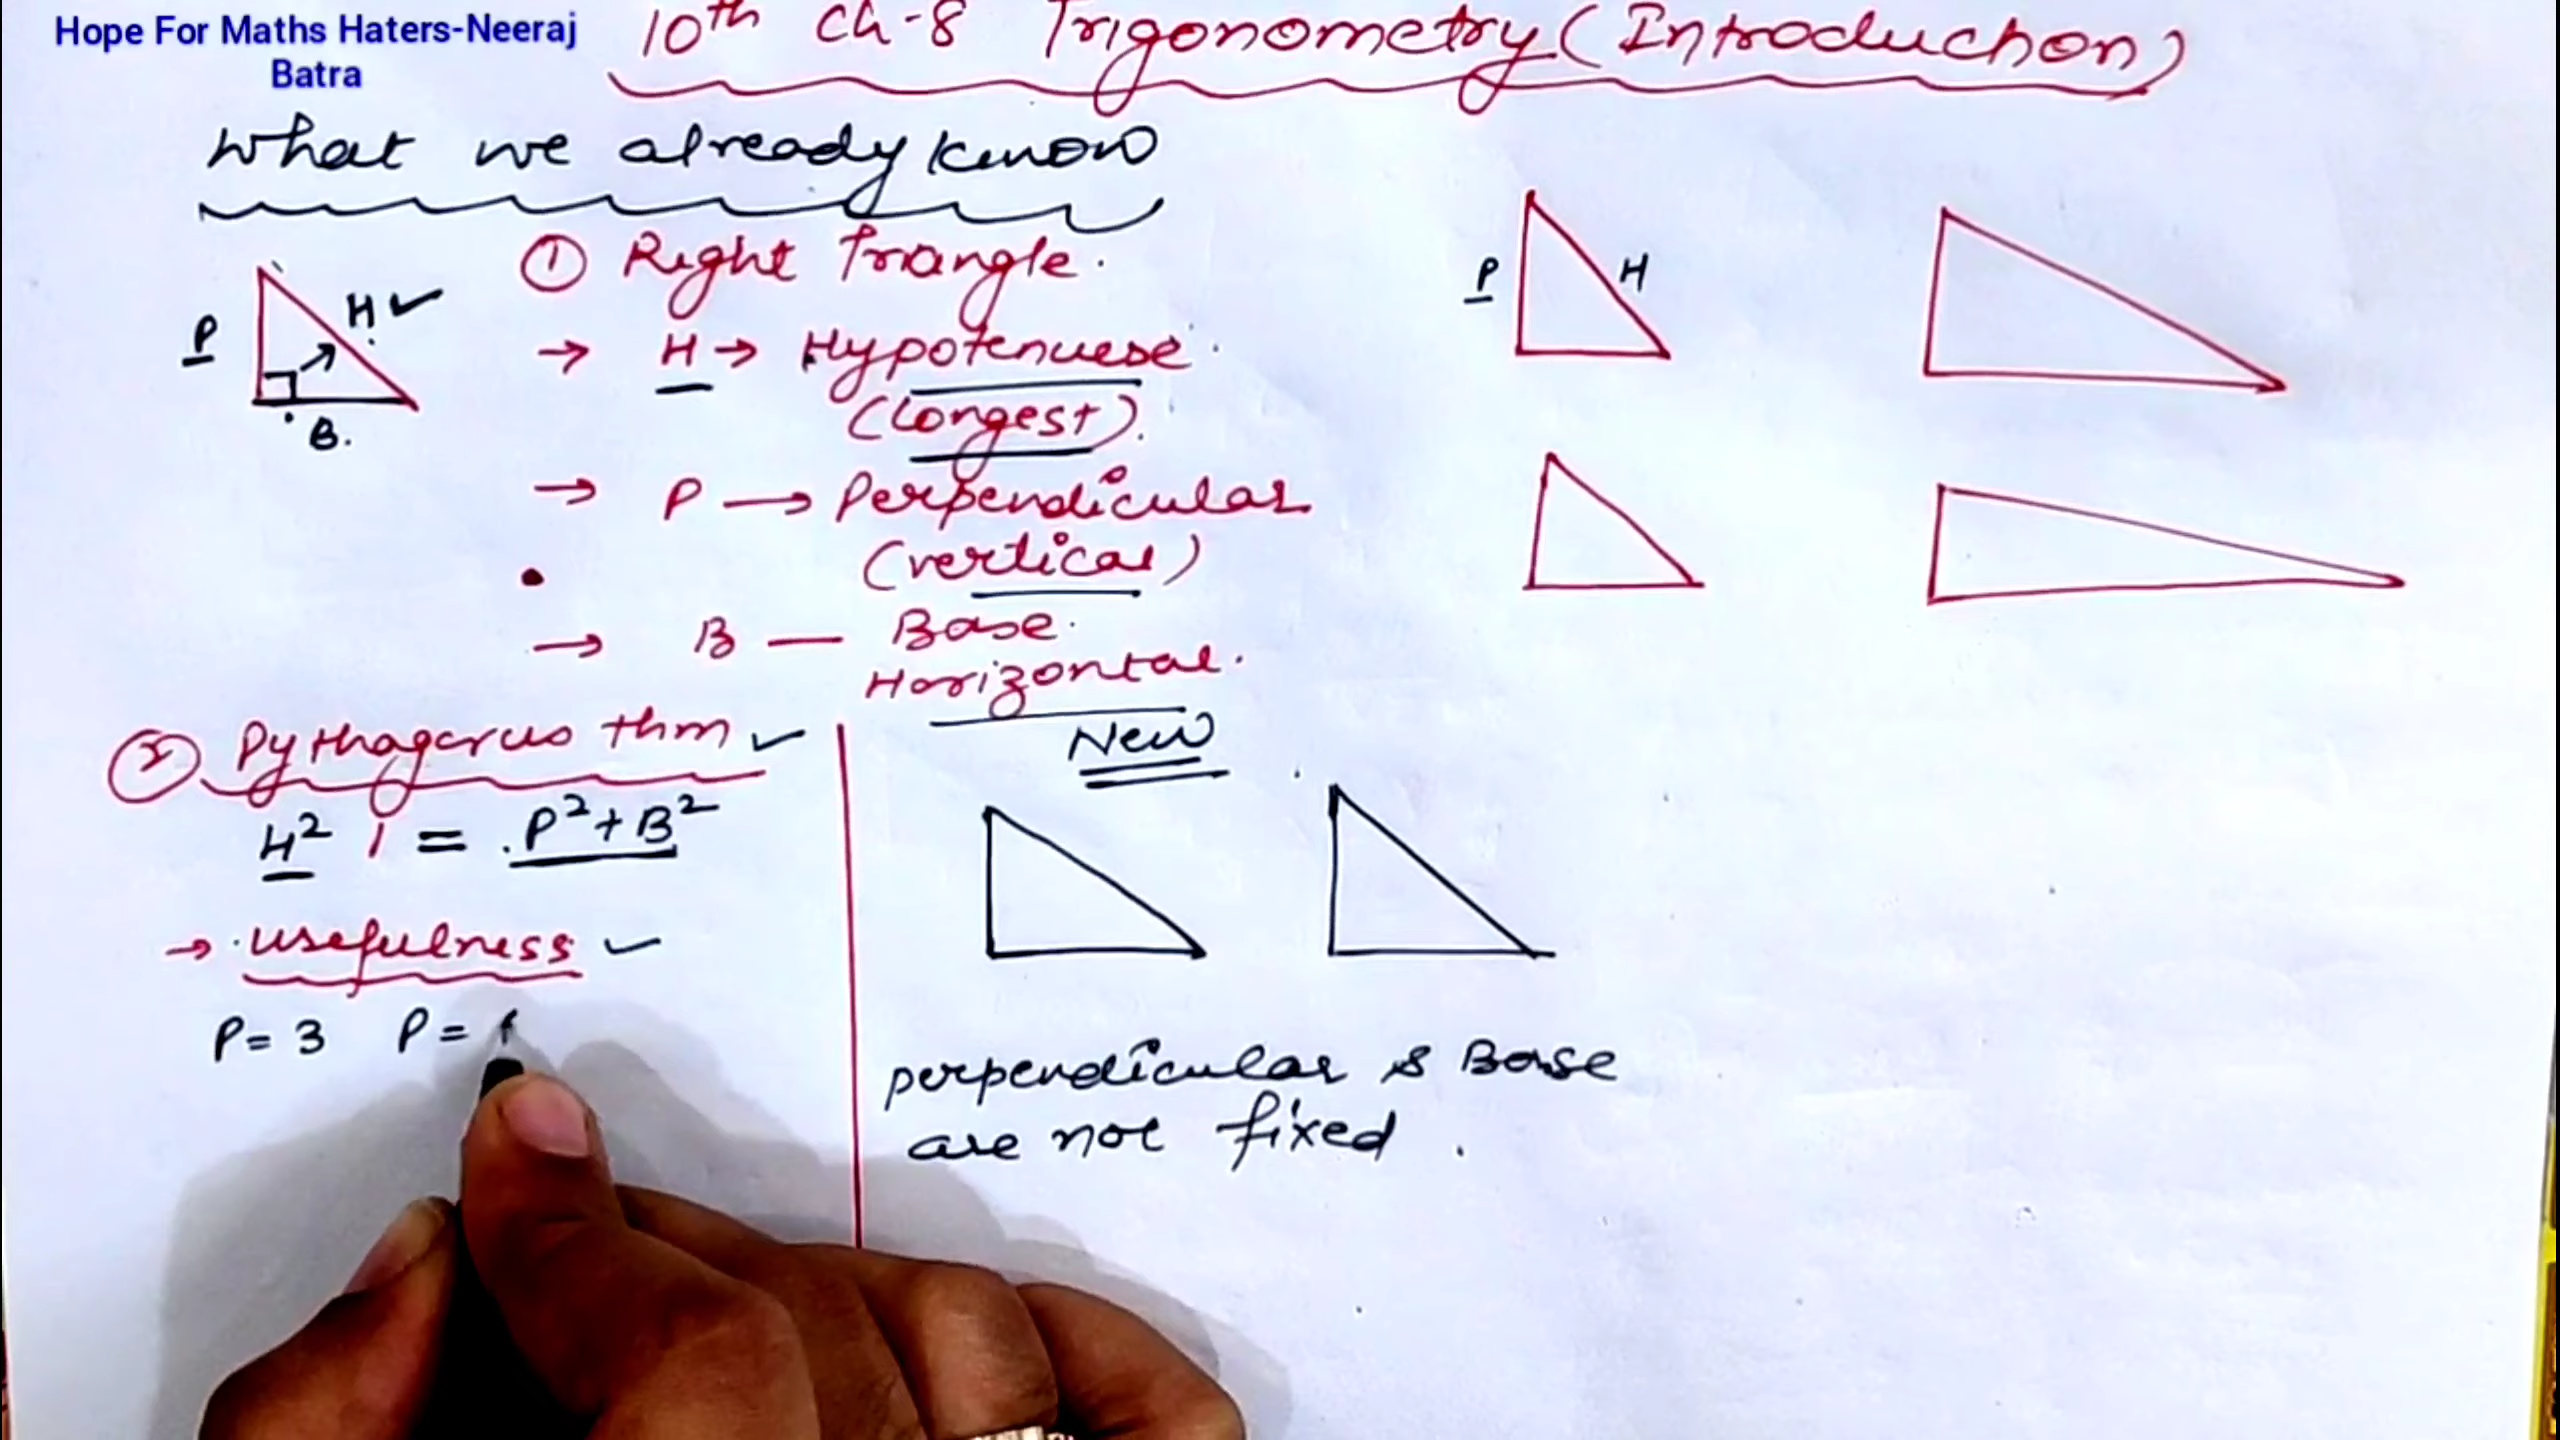 Hope For Maths Haters-Neeraj
Batra
10th Ch-8 Trigonometry (Introduction)
What we already know
① Right Triangle.
P
H ✓
B.
→ H → Hypotenuese.
(Longest).
→ P → Perpendicular
(vertical)
→ B — Base.
Horizontal.
P
H
② Pythagorus thm ✓
H² = P²+B²
→ usefulness ✓
P= 3 P=
New
perpendicular & Base
are not fixed.